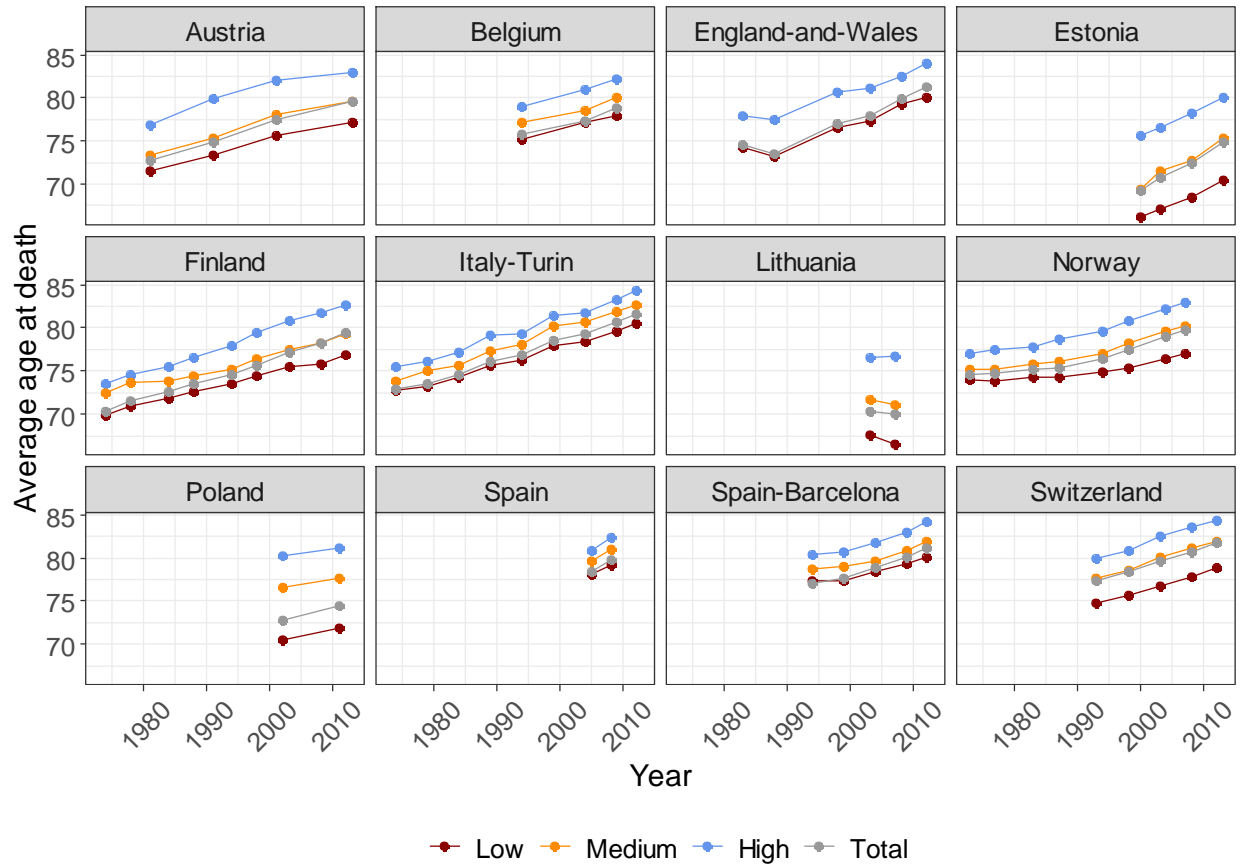 Austria Belgium England-and-Wales Estonia
85
80
75
70
Finland Italy-Turin Lithuania Norway
85
80
75
70
Poland Spain Spain-Barcelona Switzerland
85
80
75
70
1980 1990 2000 2010 1980 1990 2000 2010 1980 1990 2000 2010 1980 1990 2000 2010
Average age at death
Year
Low Medium High Total